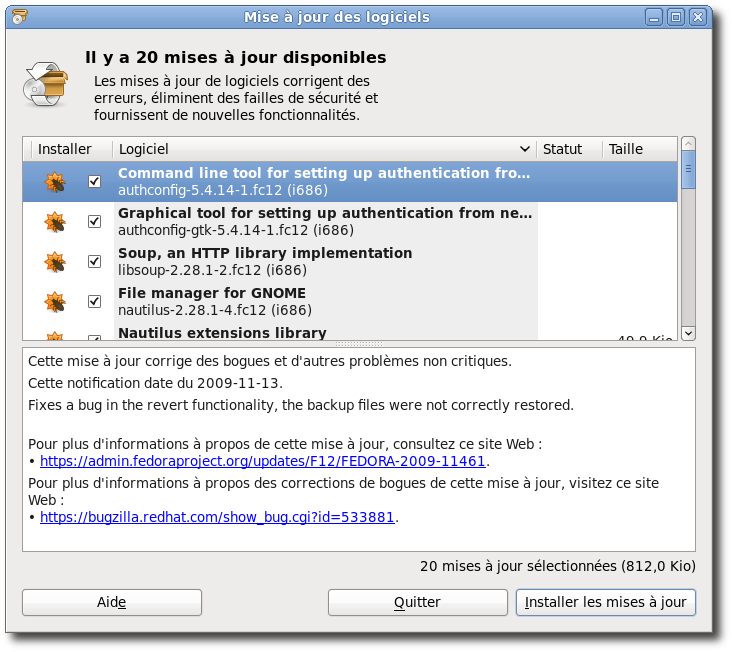 Mise à jour des logiciels
Il y a 20 mises à jour disponibles
Les mises à jour de logiciels corrigent des
erreurs, éliminent des failles de sécurité et
fournissent de nouvelles fonctionnalités.
Installer Logiciel Statut Taille
Command line tool for setting up authentication fro...
authconfig-5.4.14-1.fc12 (i686)
Graphical tool for setting up authentication from ne...
authconfig-gtk-5.4.14-1.fc12 (i686)
Soup, an HTTP library implementation
libsoup-2.28.1-2.fc12 (i686)
File manager for GNOME
nautilus-2.28.1-4.fc12 (i686)
Nautilus extensions library
Cette mise à jour corrige des bogues et d'autres problèmes non critiques.
Cette notification date du 2009-11-13.
Fixes a bug in the revert functionality, the backup files were not correctly restored.
Pour plus d'informations à propos de cette mise à jour, consultez ce site Web :
• https://admin.fedoraproject.org/updates/F12/FEDORA-2009-11461.
Pour plus d'informations à propos des corrections de bogues de cette mise à jour, visitez ce site
Web :
• https://bugzilla.redhat.com/show_bug.cgi?id=533881.
20 mises à jour sélectionnées (812,0 Kio)
Aide Quitter Installer les mises à jour